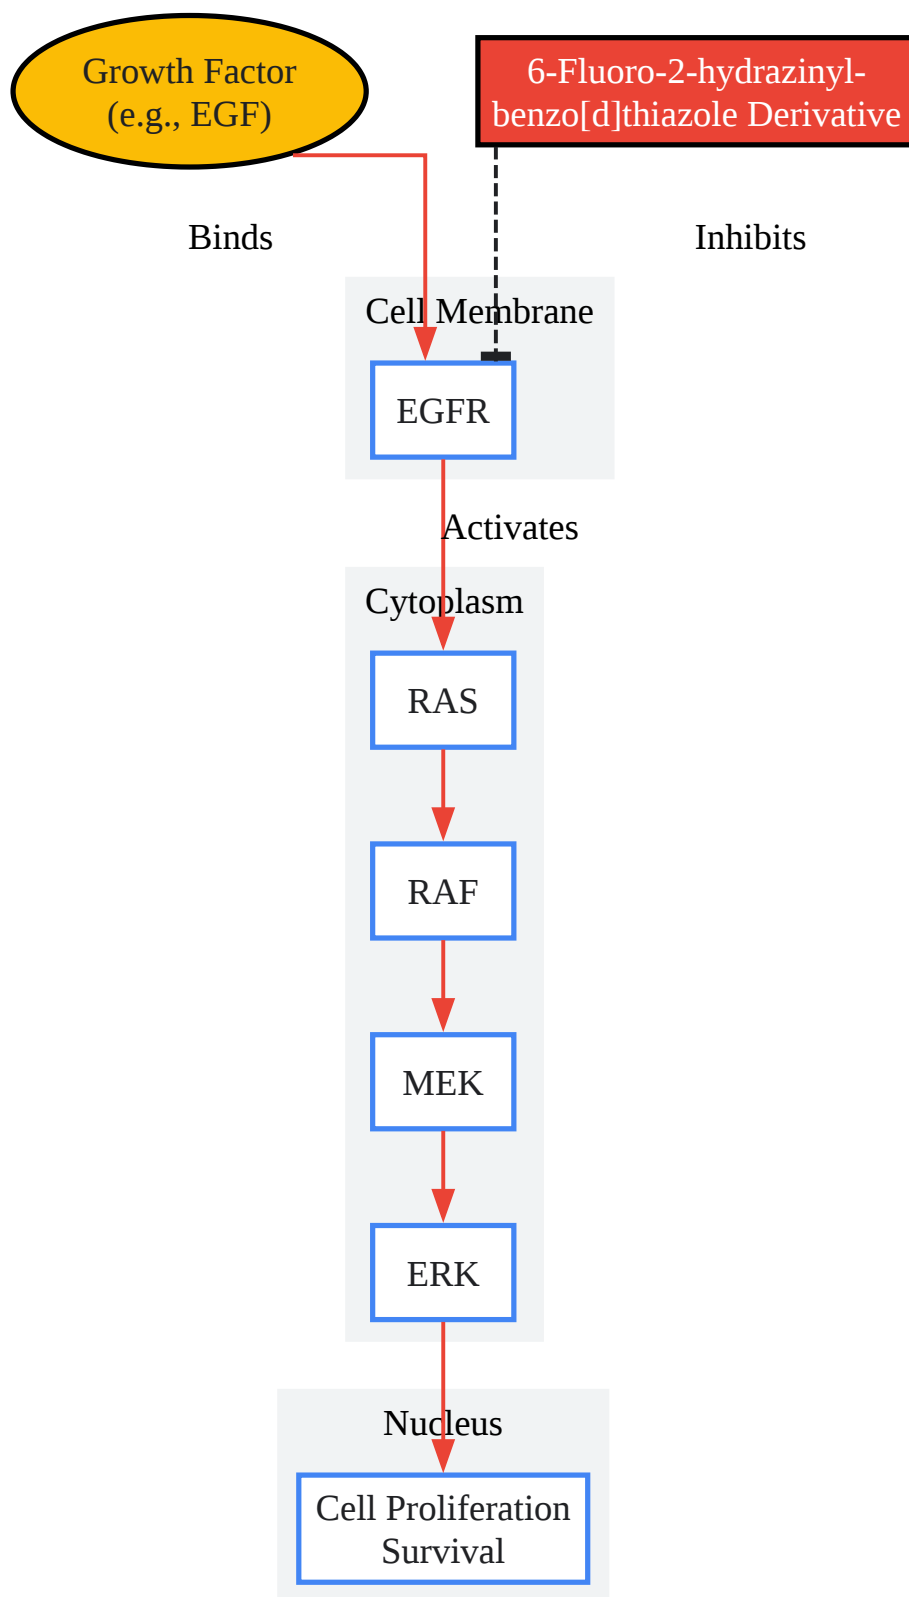 Growth Factor
(e.g., EGF)
6-Fluoro-2-hydrazinyl-
benzo[d]thiazole Derivative
Binds
Inhibits
Cell Membrane
EGFR
Activates
Cytoplasm
RAS
RAF
MEK
ERK
Nucleus
Cell Proliferation
Survival